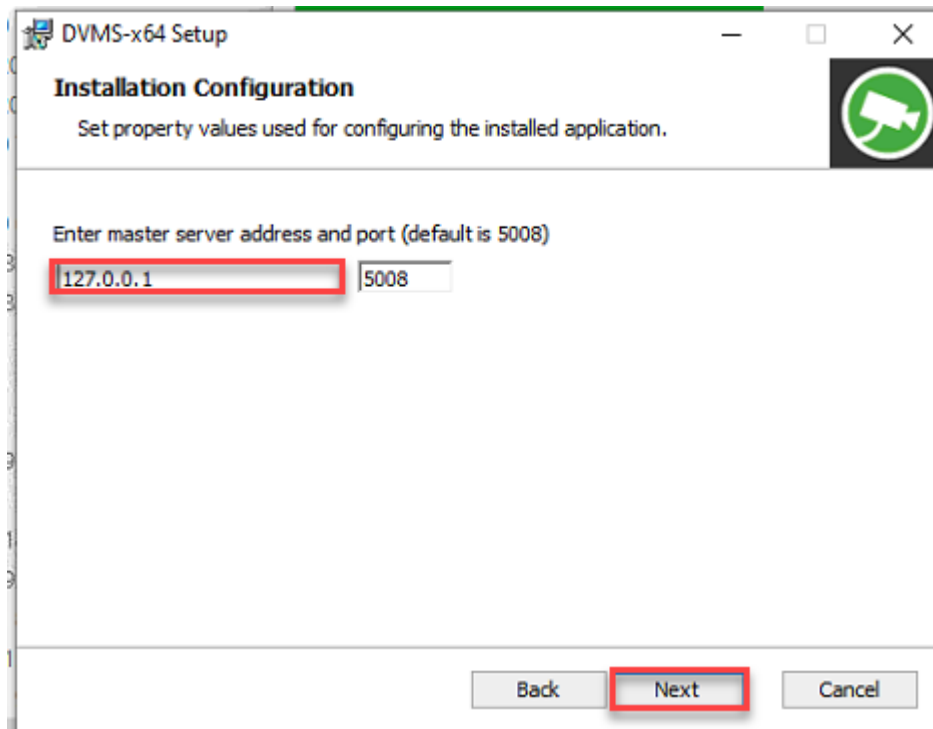 DVMS-x64 Setup
Installation Configuration
Set property values used for configuring the installed application.
Enter master server address and port (default is 5008)
127.0.0.1 5008
Back Next Cancel